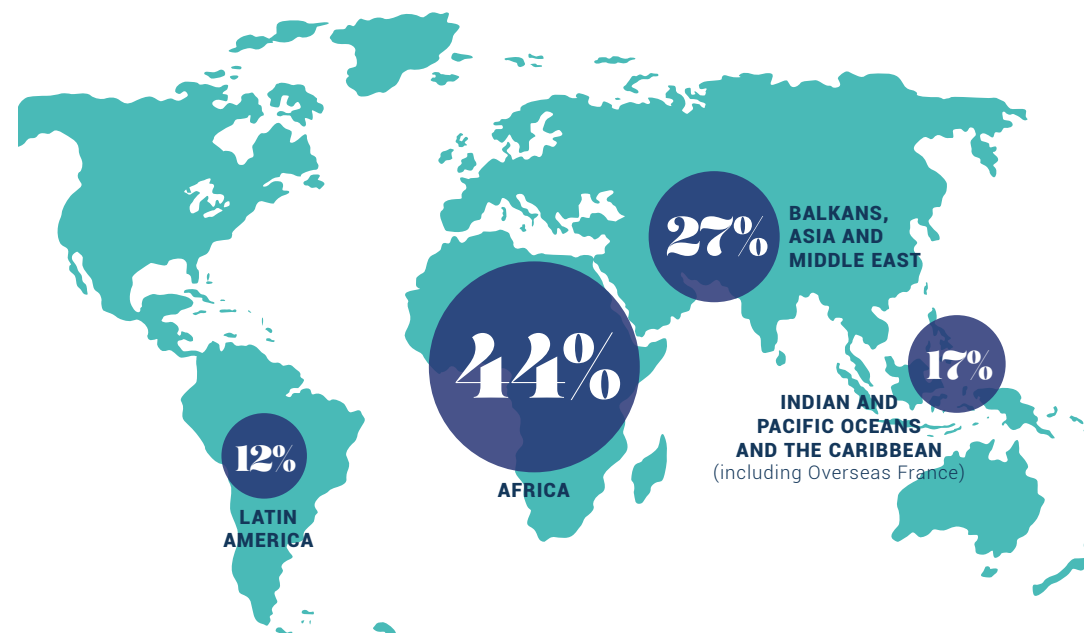 27%
BALKANS,
ASIA AND
MIDDLE EAST
44%
AFRICA
17%
INDIAN AND
PACIFIC OCEANS
AND THE CARIBBEAN
(including Overseas France)
12%
LATIN
AMERICA